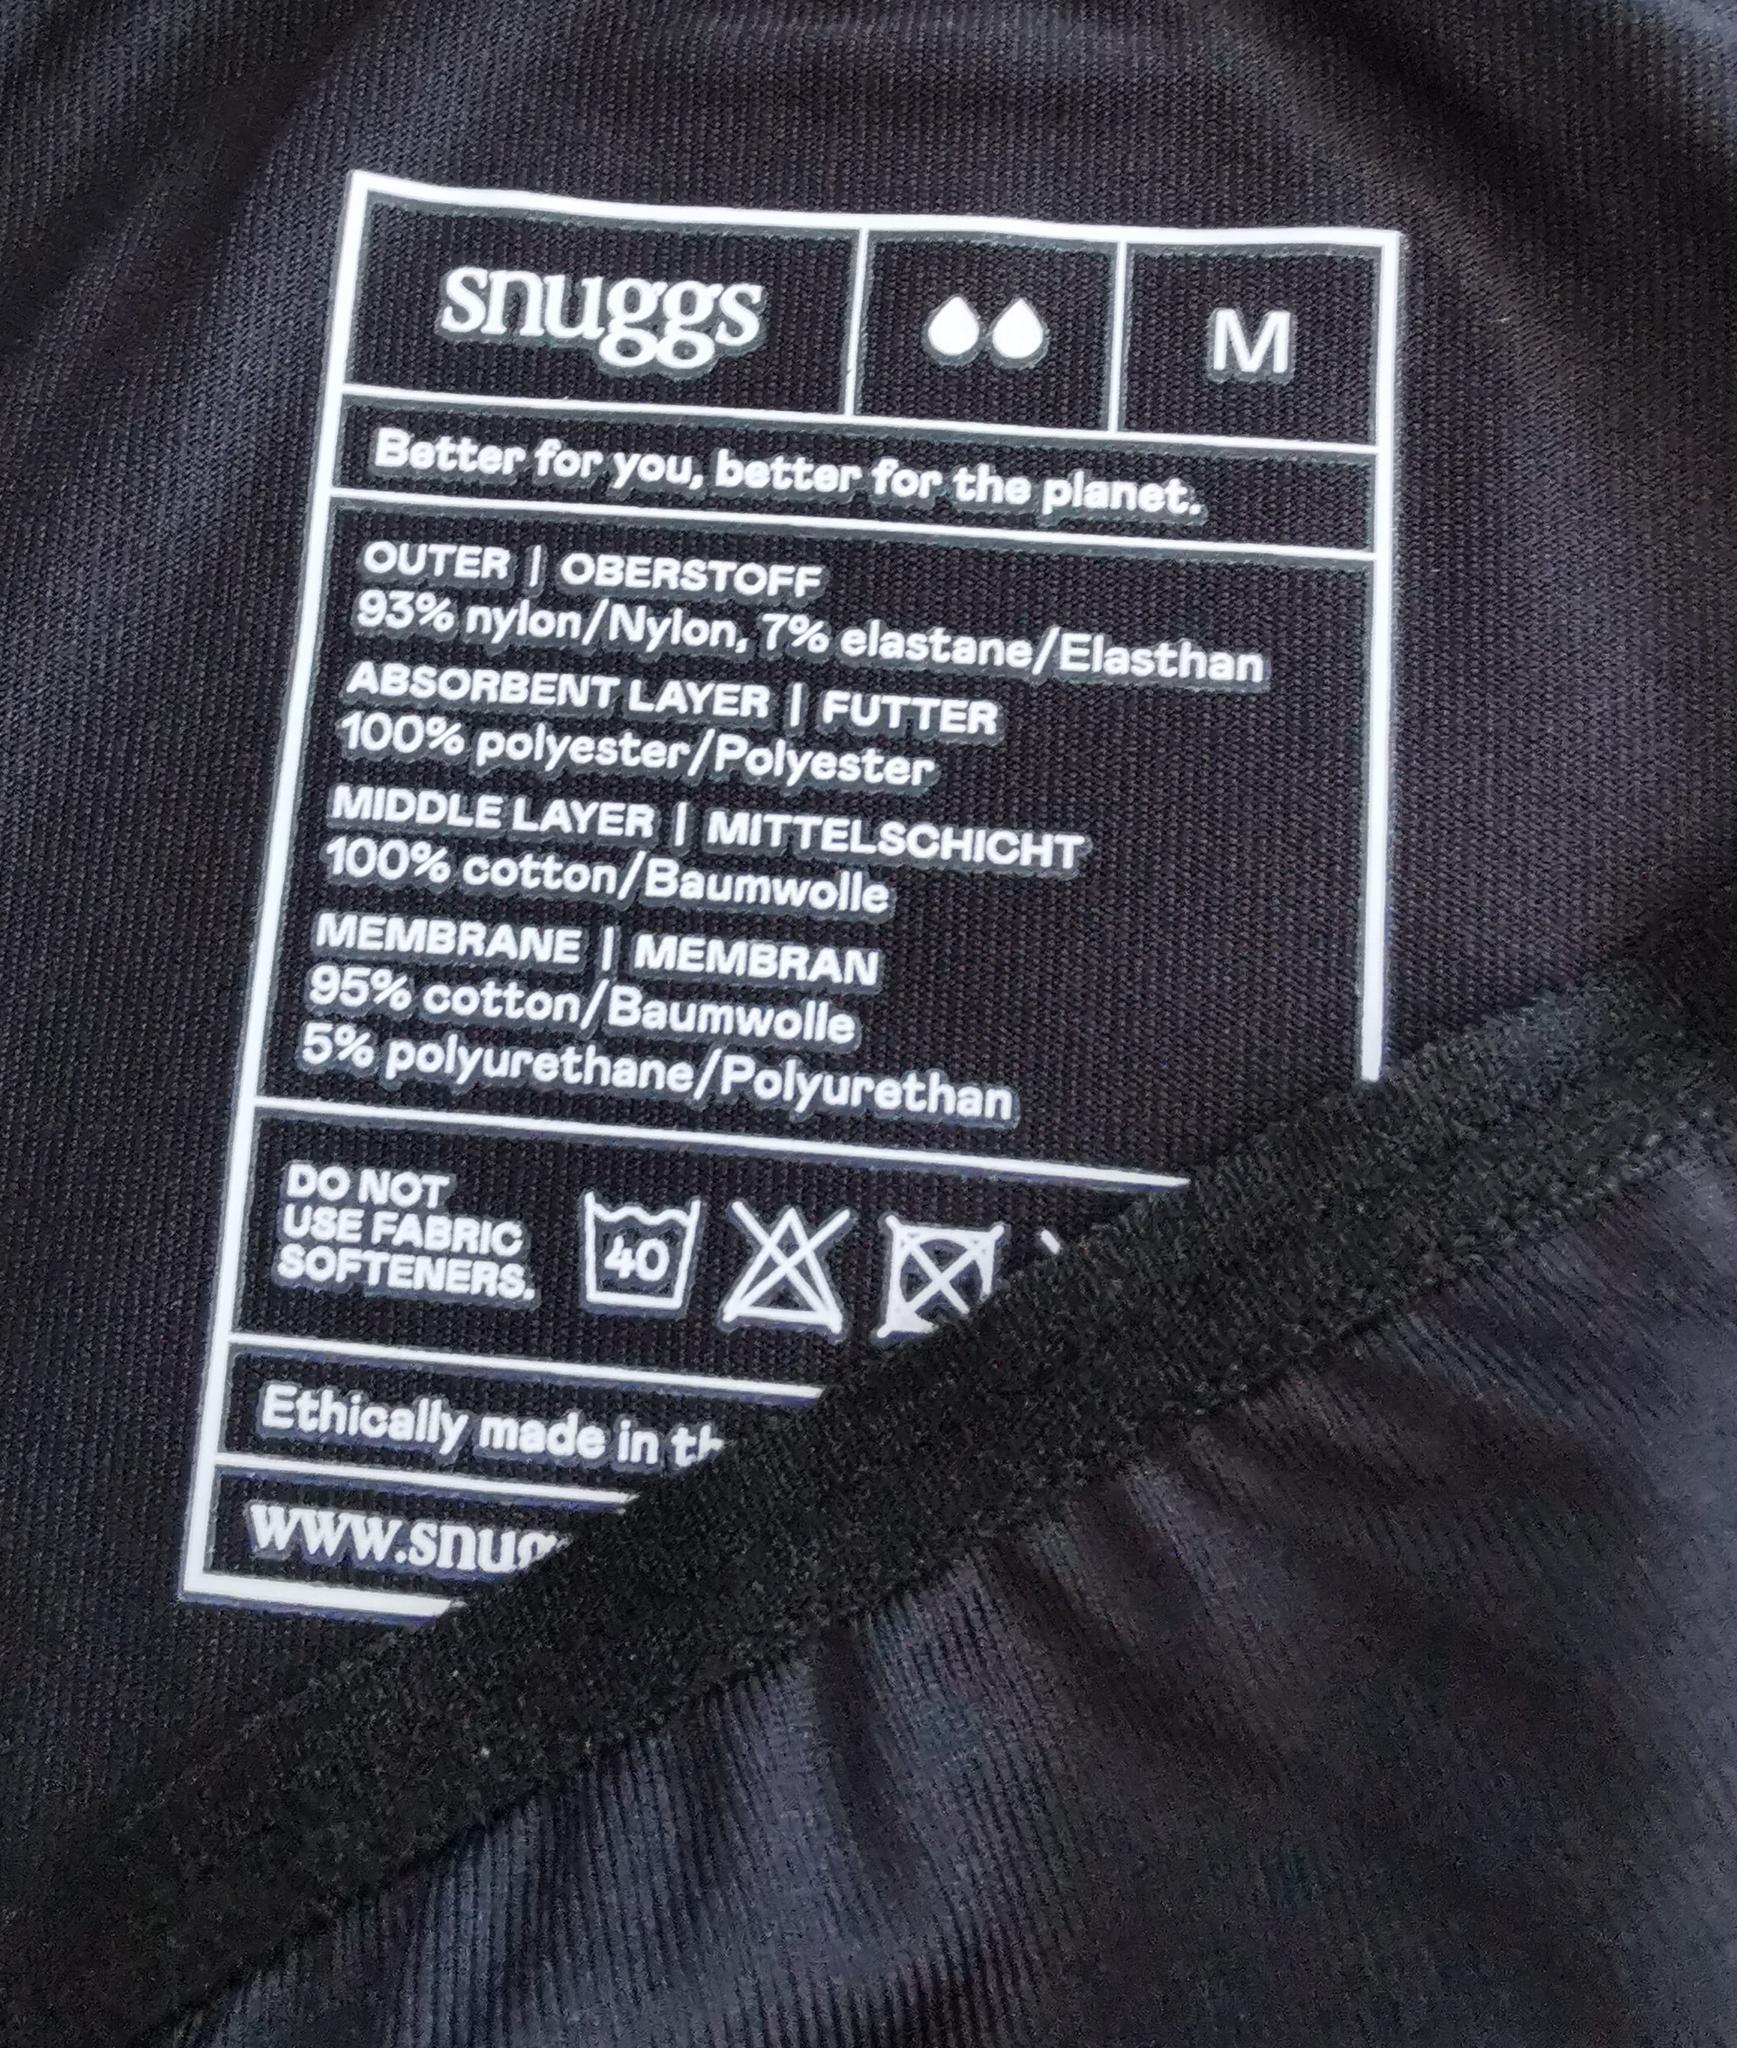 snuggs
M
Better for you, better for the planet.
OUTER | OBERSTOFF
93% nylon/Nylon, 7% elastane/Elasthan
ABSORBENT LAYER | FUTTER
100% polyester/Polyester
MIDDLE LAYER | MITTELSCHICHT
100% cotton/Baumwolle
MEMBRANE | MEMBRAN
95% cotton/Baumwolle
5% polyurethane/Polyurethan
DO NOT
USE FABRIC
SOFTENERS.
40
Ethically made in